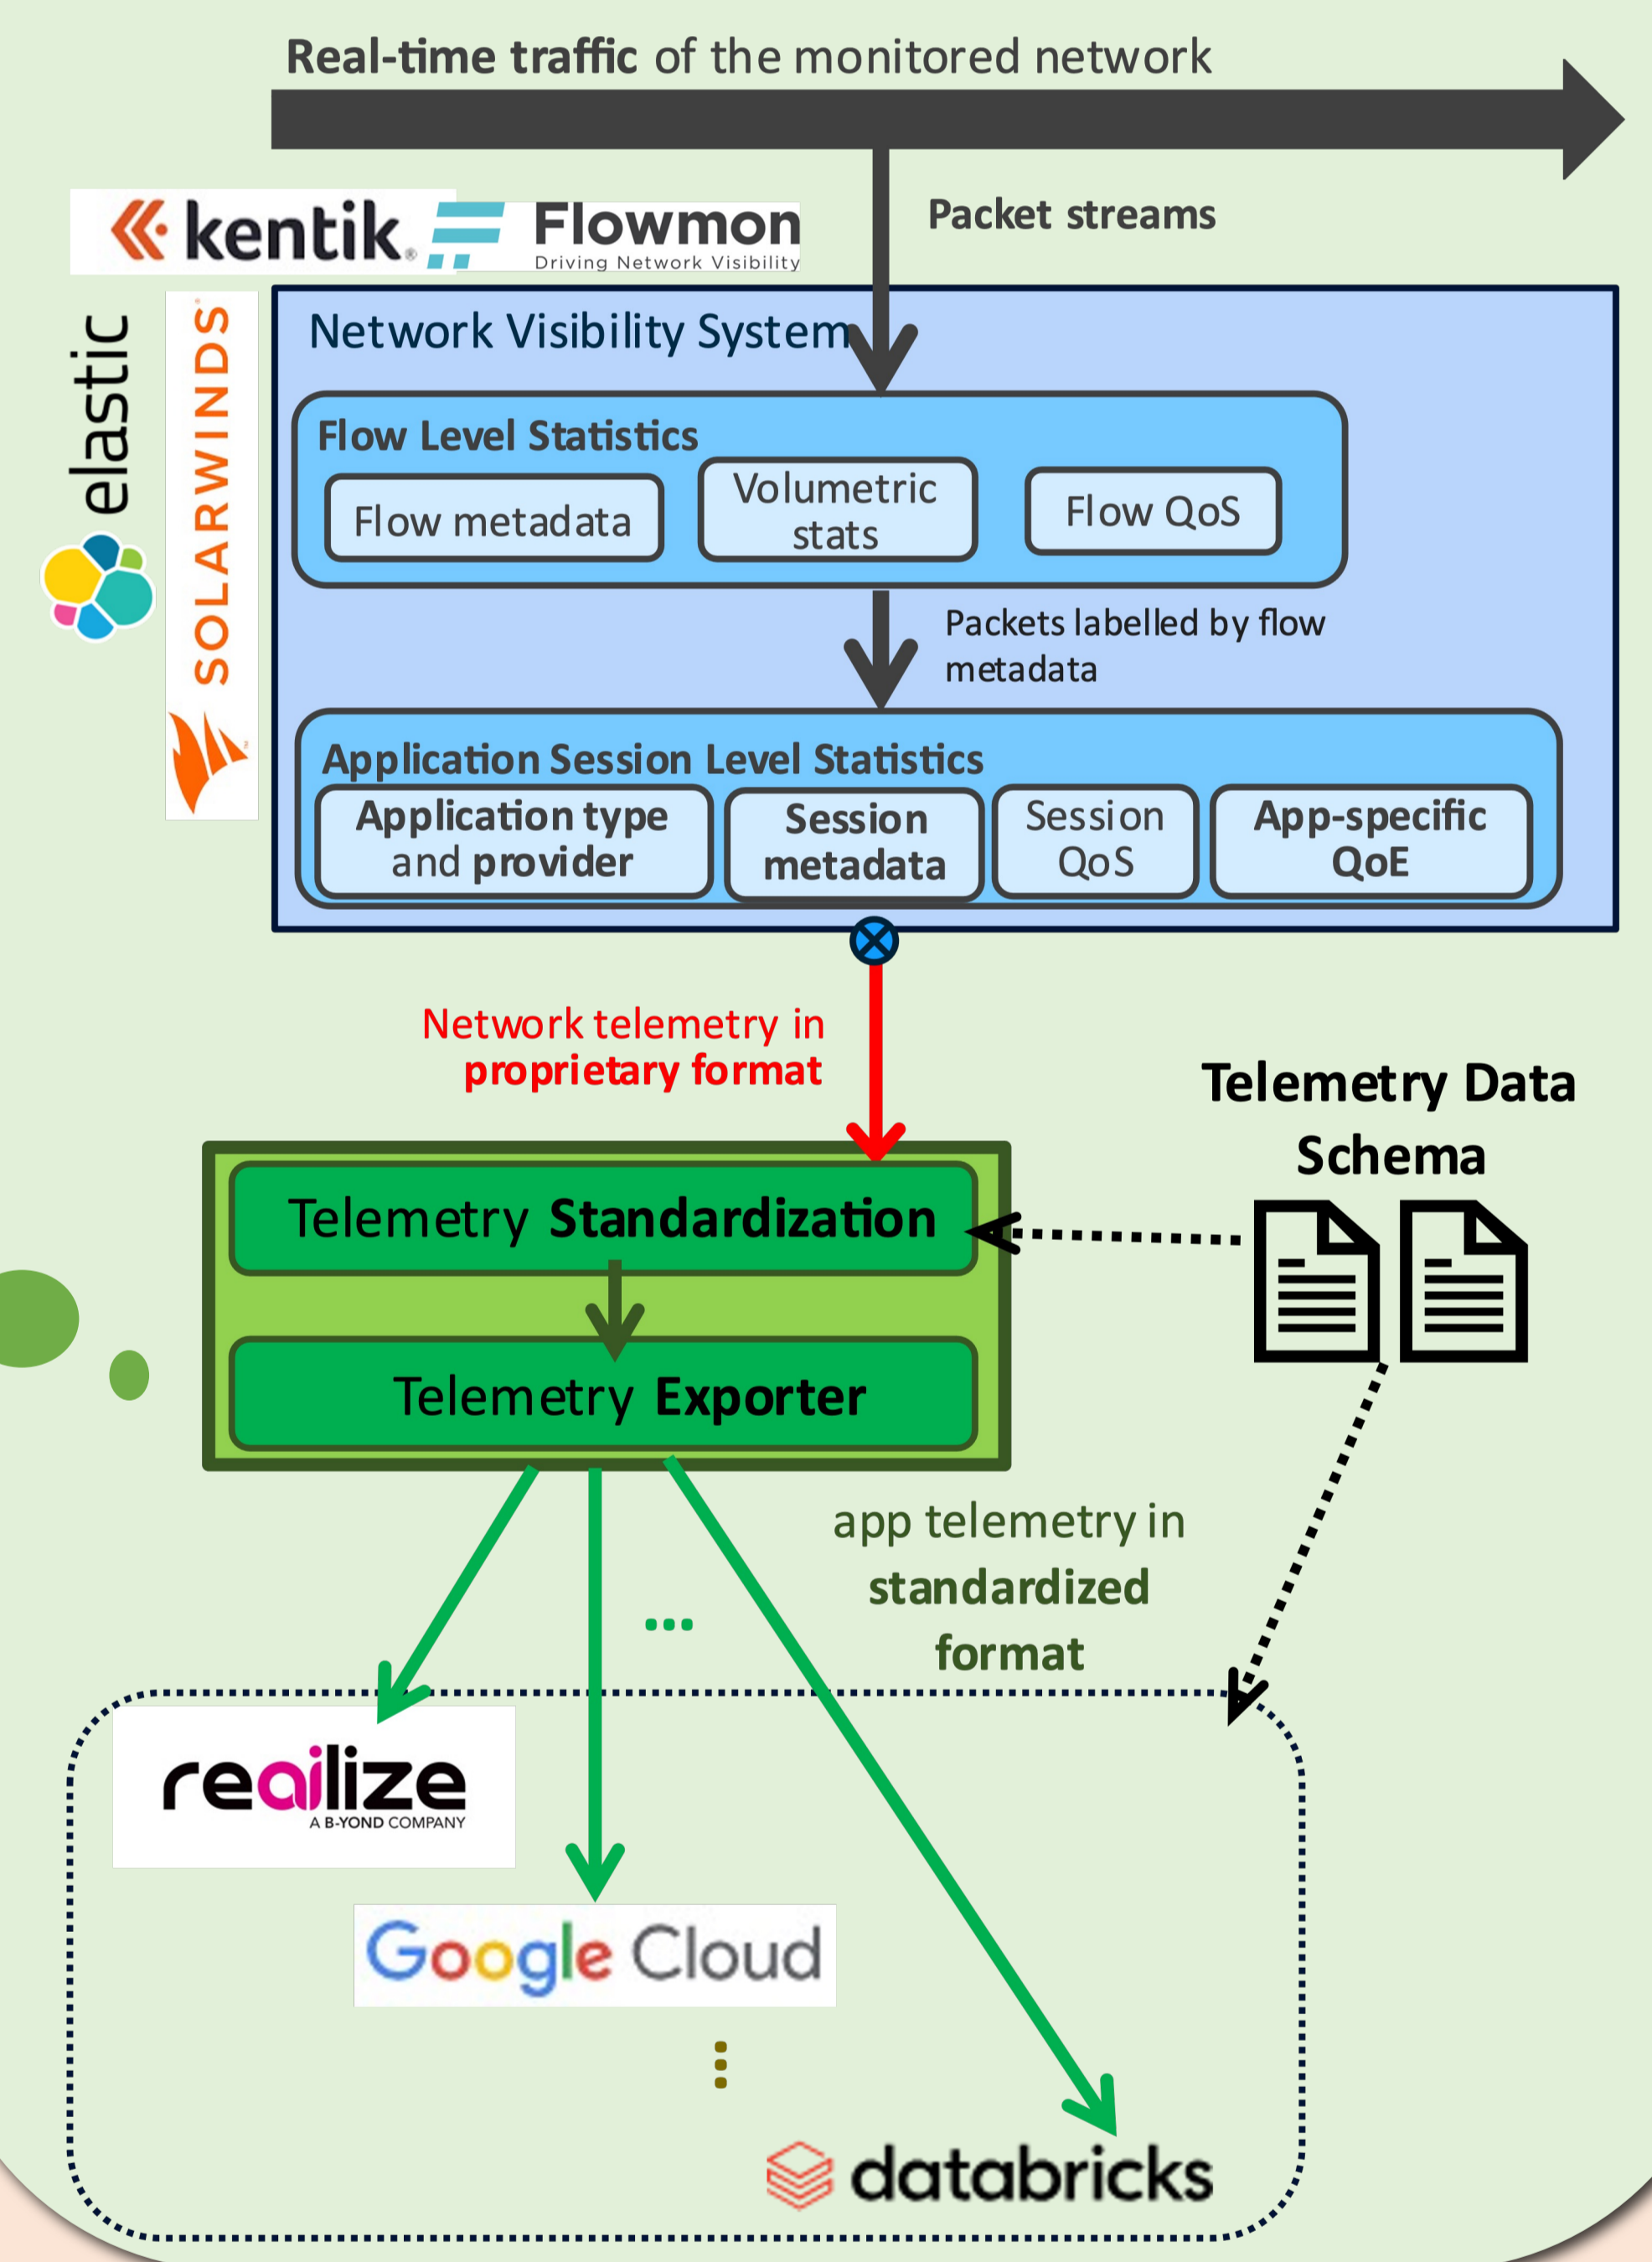 Real-time traffic of the monitored network
Packet streams
kentik®
Flowmon
Driving Network Visibility
elastic
SOLARWINDS
Network Visibility System
Flow Level Statistics
Flow metadata
Volumetric
stats
Flow QoS
Packets labelled by flow
metadata
Application Session Level Statistics
Application type
and provider
Session
metadata
Session
QoS
App-specific
QoE
Network telemetry in
proprietary format
Telemetry Data
Schema
Telemetry Standardization
Telemetry Exporter
app telemetry in
standardized
format
...
reailize
A B-YOND COMPANY
Google Cloud
databricks